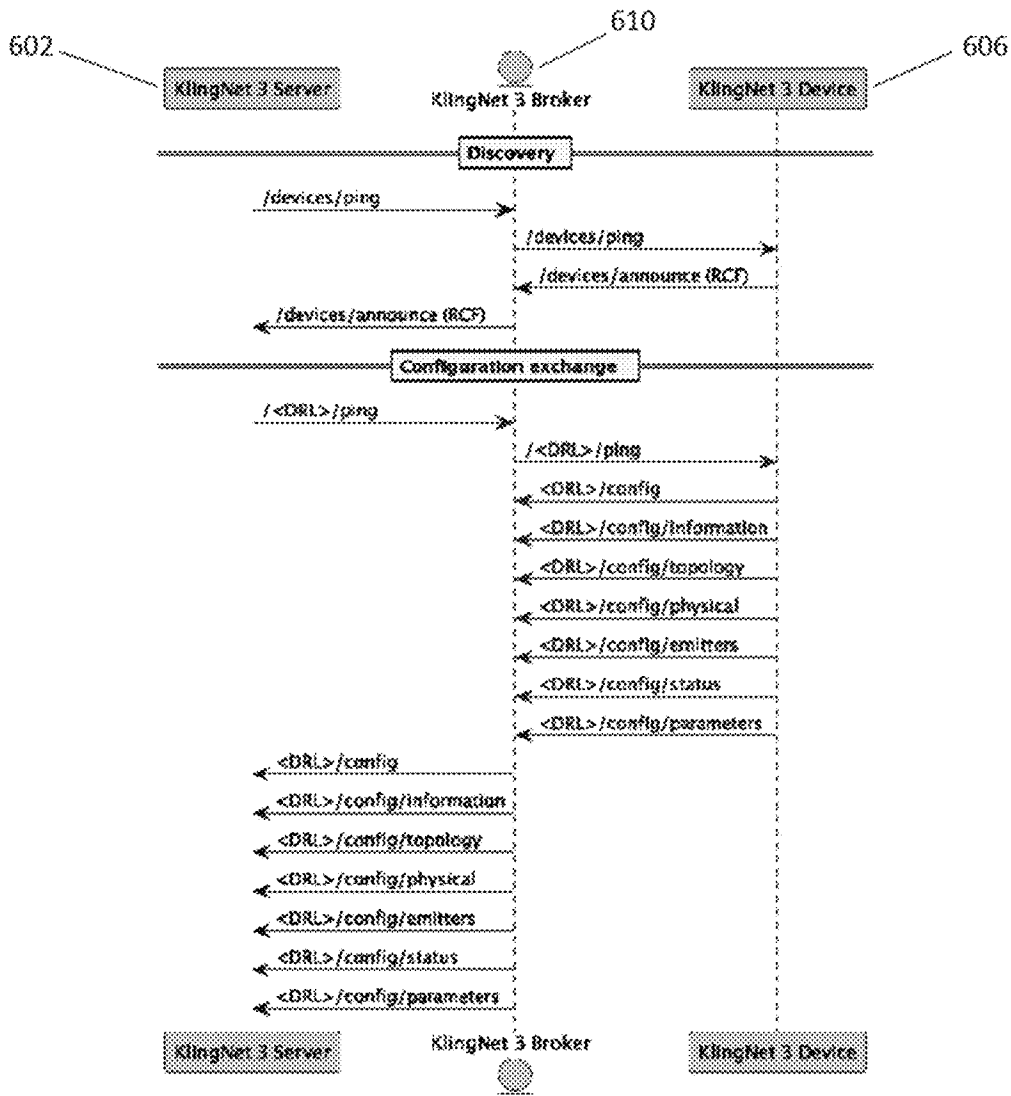 602
610
606
KlingNet 3 Server
KlingNet 3 Broker
KlingNet 3 Device
Discovery
/devices/ping
/devices/ping
/devices/announce (RCF)
/devices/announce (RCF)
Configuration exchange
/<DRL>/ping
/<DRL>/ping
<DRL>/config
<DRL>/config/information
<DRL>/config/topology
<DRL>/config/physical
<DRL>/config/emitters
<DRL>/config/status
<DRL>/config/parameters
<DRL>/config
<DRL>/config/information
<DRL>/config/topology
<DRL>/config/physical
<DRL>/config/emitters
<DRL>/config/status
<DRL>/config/parameters
KlingNet 3 Server
KlingNet 3 Broker
KlingNet 3 Device